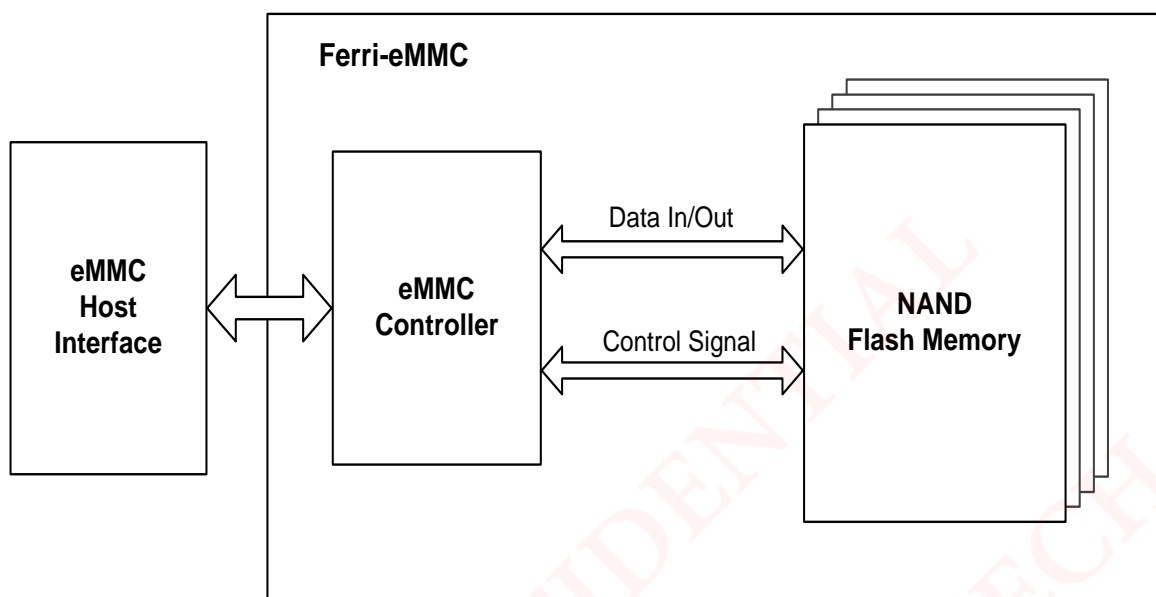 Ferri-eMMC
eMMC
Host
Interface
eMMC
Controller
Data In/Out
Control Signal
NAND
Flash Memory